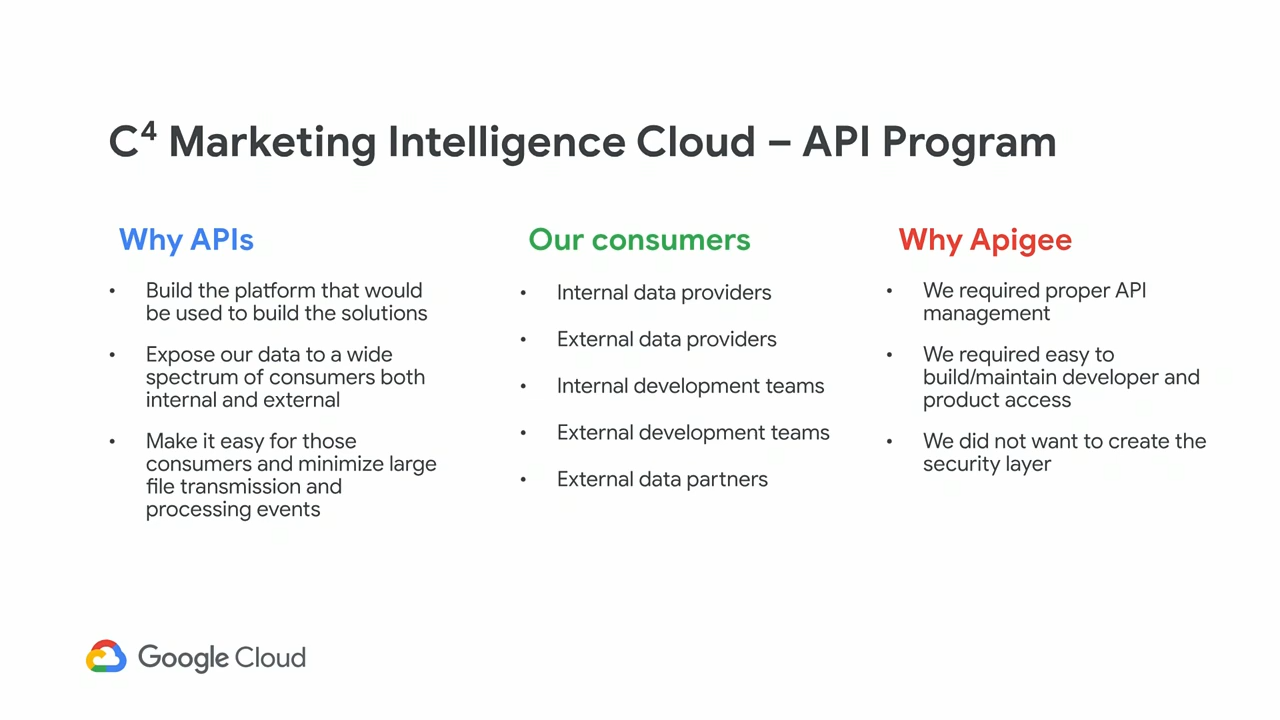 C⁴ Marketing Intelligence Cloud – API Program
Why APIs
• Build the platform that would
be used to build the solutions
• Expose our data to a wide
spectrum of consumers both
internal and external
• Make it easy for those
consumers and minimize large
file transmission and
processing events
Our consumers
• Internal data providers
• External data providers
• Internal development teams
• External development teams
• External data partners
Why Apigee
• We required proper API
management
• We required easy to
build/maintain developer and
product access
• We did not want to create the
security layer
Google Cloud